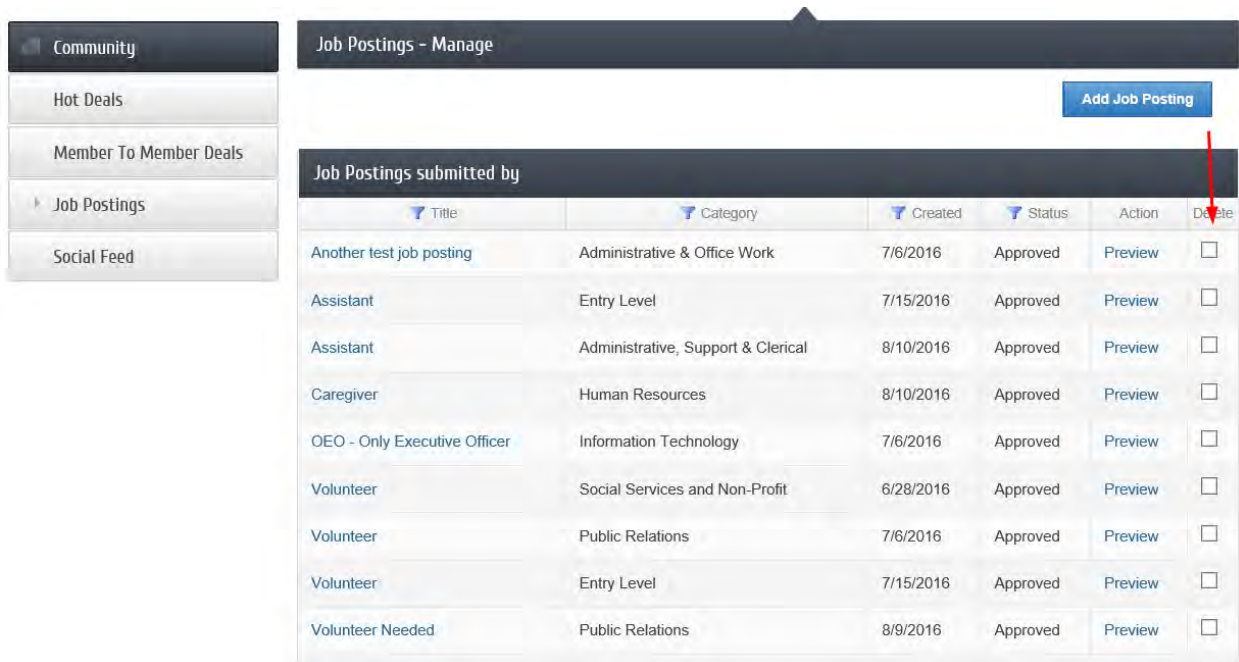 Community
Hot Deals
Member To Member Deals
Job Postings
Social Feed
Job Postings - Manage
Add Job Posting
Job Postings submitted by
Title Category Created Status Action Delete
Another test job posting Administrative & Office Work 7/6/2016 Approved Preview
Assistant Entry Level 7/15/2016 Approved Preview
Assistant Administrative, Support & Clerical 8/10/2016 Approved Preview
Caregiver Human Resources 8/10/2016 Approved Preview
OEO - Only Executive Officer Information Technology 7/6/2016 Approved Preview
Volunteer Social Services and Non-Profit 6/28/2016 Approved Preview
Volunteer Public Relations 7/6/2016 Approved Preview
Volunteer Entry Level 7/15/2016 Approved Preview
Volunteer Needed Public Relations 8/9/2016 Approved Preview